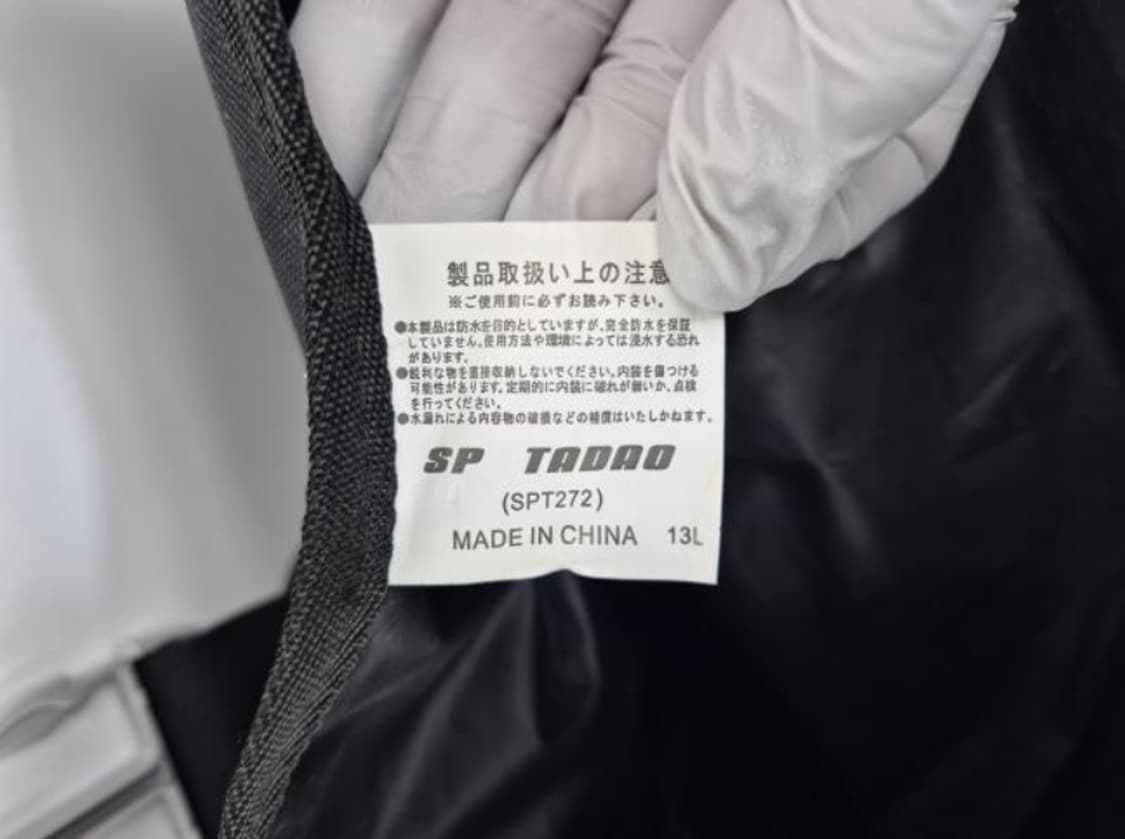 製品取扱い上の注意
※ご使用前に必ずお読み下さい。
●本製品は防水を目的としていますが、完全防水を保証
していません。使用方法や環境によっては浸水する恐れ
があります。
●鋭利な物を直接収納しないでください。内装を傷つける
可能性があります。定期的に内装に破れが無いか、点検
を行ってください。
●水漏れによる内容物の破損などの補償はいたしかねます。
SP TADAO
(SPT272)
MADE IN CHINA 13L